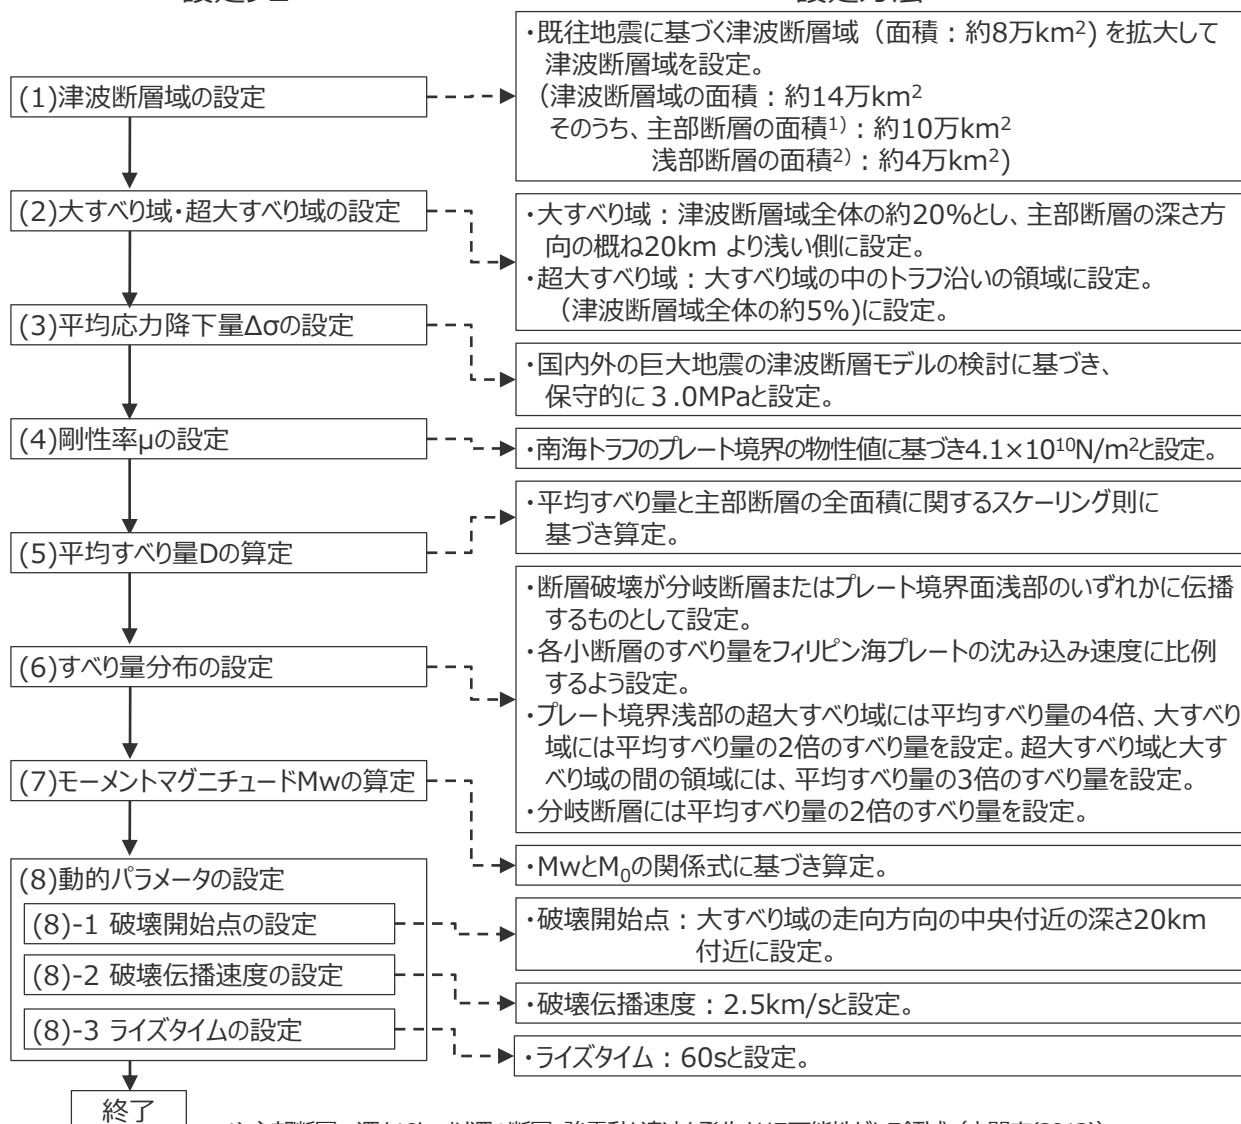 (1)津波断層域の設定
・既往地震に基づく津波断層域（面積：約8万km2) を拡大して
津波断層域を設定。
（津波断層域の面積：約14万km2
そのうち、主部断層の面積1)：約10万km2
浅部断層の面積2)：約4万km2)
(2)大すべり域・超大すべり域の設定
・大すべり域：津波断層域全体の約20%とし、主部断層の深さ方
向の概ね20km より浅い側に設定。
・超大すべり域：大すべり域の中のトラフ沿いの領域に設定。
（津波断層域全体の約5%)に設定。
(3)平均応力降下量Δσの設定
・国内外の巨大地震の津波断層モデルの検討に基づき、
保守的に３.0MPaと設定。
(4)剛性率μの設定
・南海トラフのプレート境界の物性値に基づき4.1×1010N/m2と設定。
(5)平均すべり量Dの算定
・平均すべり量と主部断層の全面積に関するスケーリング則に
基づき算定。
(6)すべり量分布の設定
・断層破壊が分岐断層またはプレート境界面浅部のいずれかに伝播
するものとして設定。
・各小断層のすべり量をフィリピン海プレートの沈み込み速度に比例
するよう設定。
・プレート境界浅部の超大すべり域には平均すべり量の4倍、大すべり
域には平均すべり量の2倍のすべり量を設定。超大すべり域と大す
べり域の間の領域には、平均すべり量の3倍のすべり量を設定。
・分岐断層には平均すべり量の2倍のすべり量を設定。
(7)モーメントマグニチュードMwの算定
・MwとM0の関係式に基づき算定。
(8)動的パラメータの設定
(8)-1 破壊開始点の設定
・破壊開始点：大すべり域の走向方向の中央付近の深さ20km
付近に設定。
(8)-2 破壊伝播速度の設定
・破壊伝播速度：2.5km/sと設定。
(8)-3 ライズタイムの設定
・ライズタイム：60sと設定。
終了